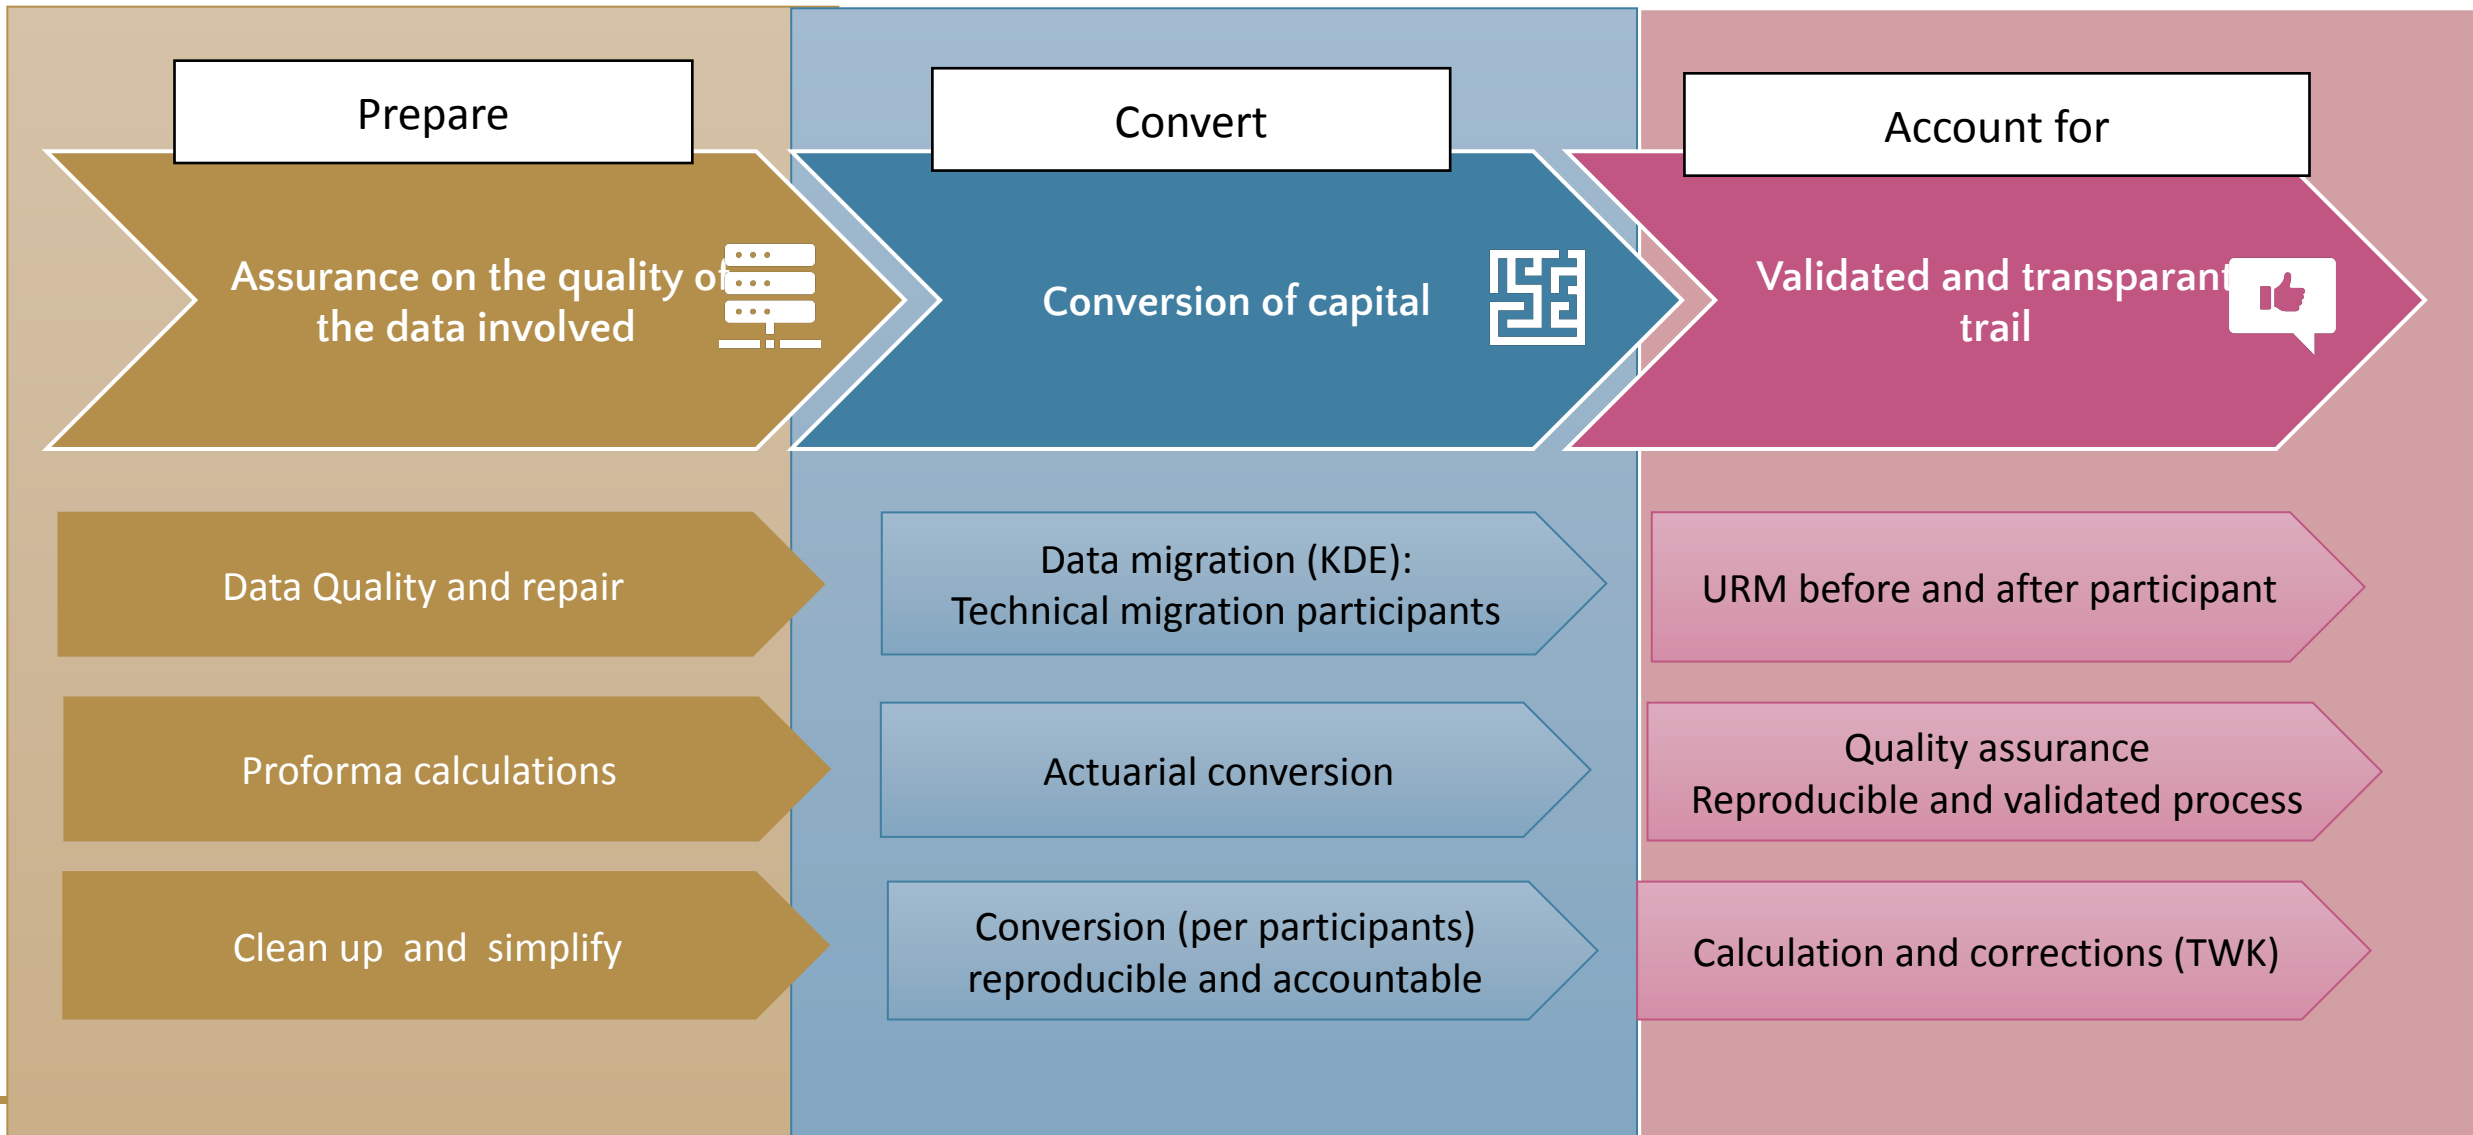 Prepare
Assurance on the quality of
the data involved
Data Quality and repair
Proforma calculations
Clean up and simplify
Convert
Conversion of capital
Data migration (KDE):
Technical migration participants
Actuarial conversion
Conversion (per participants)
reproducible and accountable
Account for
Validated and transparant
trail
URM before and after participant
Quality assurance
Reproducible and validated process
Calculation and corrections (TWK)